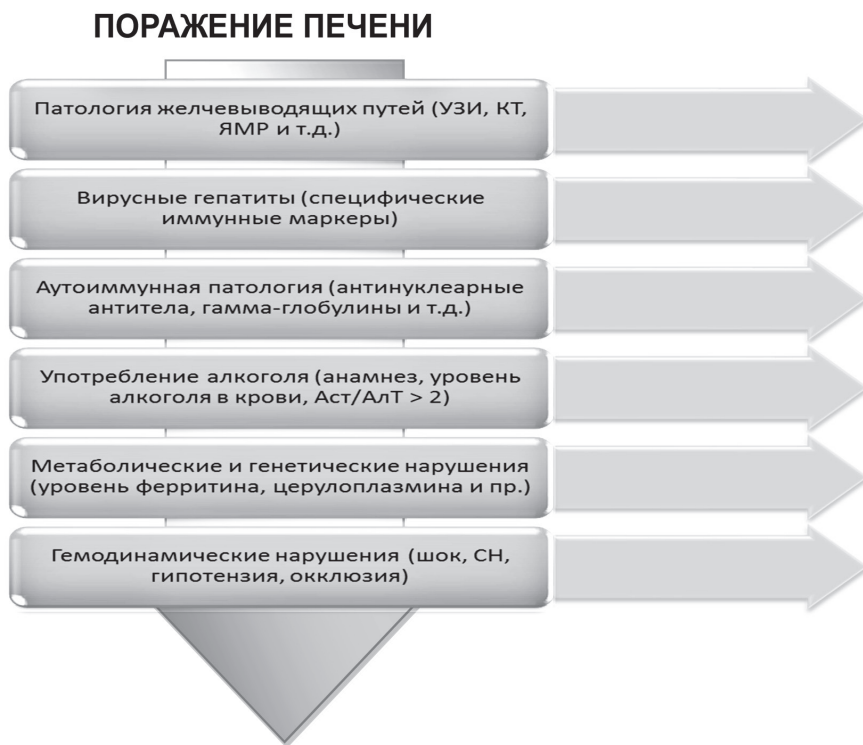 ПОРАЖЕНИЕ ПЕЧЕНИ
Патология желчевыводящих путей (УЗИ, КТ,
ЯМР и т.д.)
Вирусные гепатиты (специфические
иммунные маркеры)
Аутоиммунная патология (антинуклеарные
антитела, гамма-глобулины и т.д.)
Употребление алкоголя (анамнез, уровень
алкоголя в крови, Аст/АлТ > 2)
Метаболические и генетические нарушения
(уровень ферритина, церулоплазмина и пр.)
Гемодинамические нарушения (шок, СН,
гипотензия, окклюзия)